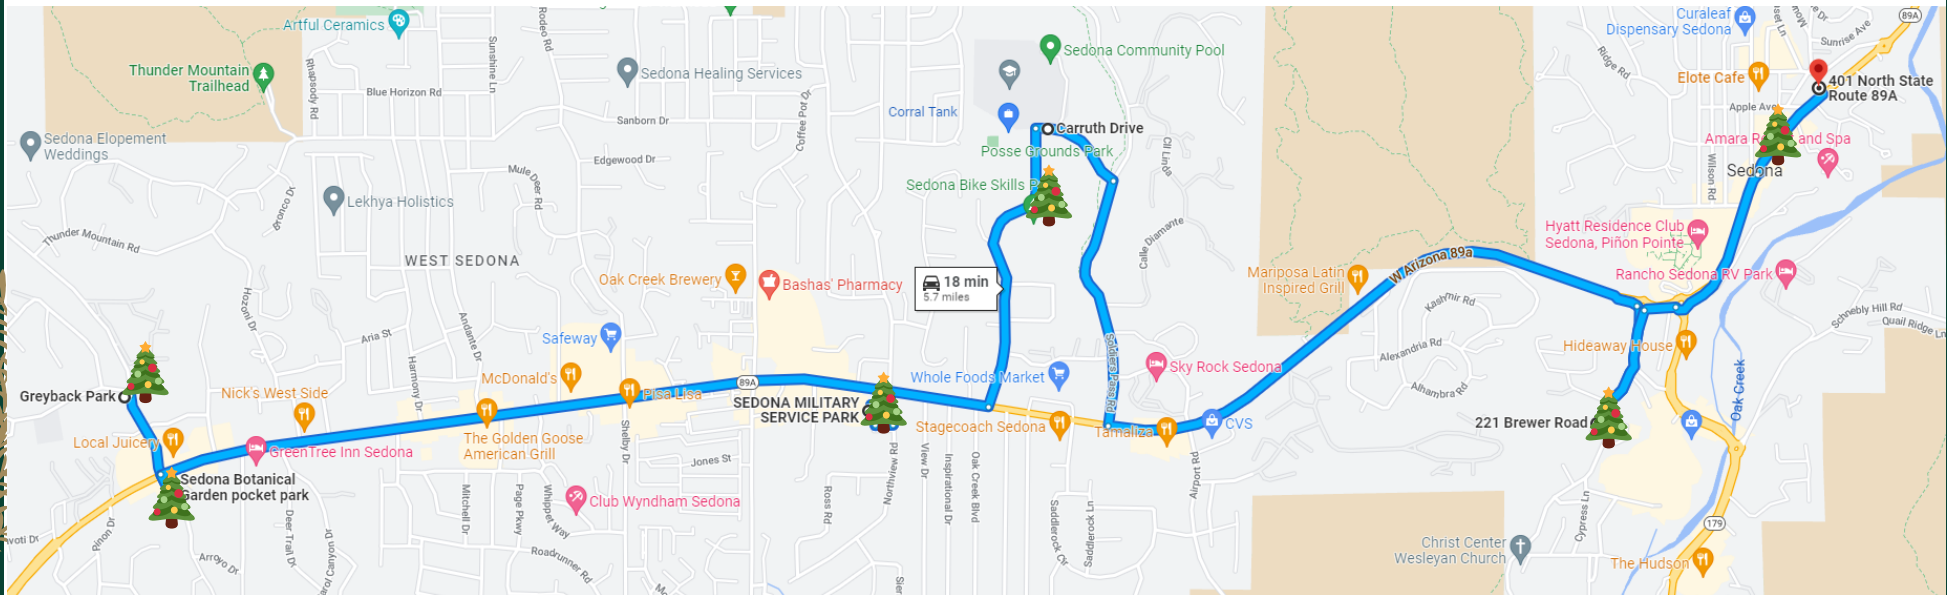 Artful Ceramics
Rodeo Rd
Sunshine Ln
Thunder Mountain
Trailhead
Rhapsody Rd
Blue Horizon Rd
Sedona Healing Services
Sanborn Dr
Coffee Pot Dr
Sedona Elopement
Weddings
Edgewood Dr
Mule Deer Rd
Lekhya Holistics
Bronco Dr
Thunder Mountain Rd
WEST SEDONA
Hozoni Dr
Andante Dr
Aria St
Harmony Dr
Oak Creek Brewery
Bashas' Pharmacy
Safeway
McDonald's
Pisa Lisa
89A
Greyback Park
Nick's West Side
Local Juicery
GreenTree Inn Sedona
The Golden Goose
American Grill
Sedona Botanical
Garden pocket park
Shelby Dr
Jones St
Club Wyndham Sedona
Mitchell Dr
Page Pkwy
Whipper Way
Roadrunner Rd
Deer Trail Dr
Arroyo Dr
Pinon Dr
Ross Rd
SEDONA MILITARY
SERVICE PARK
Northview Rd
View Dr
Inspirational Dr
Oak Creek Blvd
Saddlerock Cir
Saddlerock Ln
Sedona Community Pool
Corral Tank
Carruth Drive
Posse Grounds Park
Sedona Bike Skills P
18 min
5.7 miles
Whole Foods Market
Stagecoach Sedona
Tamaliza
CVS
Soldiers Pass Rd
Sky Rock Sedona
Airport Rd
Calle Diamante
Mariposa Latin
Inspired Grill
W Arizona 89a
Kashmir Rd
Alexandria Rd
Alhambra Rd
221 Brewer Road
Hideaway House
Cypress Ln
Christ Center
Wesleyan Church
The Hudson
179
Oak Creek
Schnebly Hill Rd
Quail Ridge Ln
Hyatt Residence Club
Sedona, Piñon Pointe
Rancho Sedona RV Park
Sedona
Wilson Rd
Amara R and Spa
Apple Ave
401 North State
Route 89A
Elote Cafe
Curaleaf
Dispensary Sedona
Ridge Rd
Sunrise Ave
89A